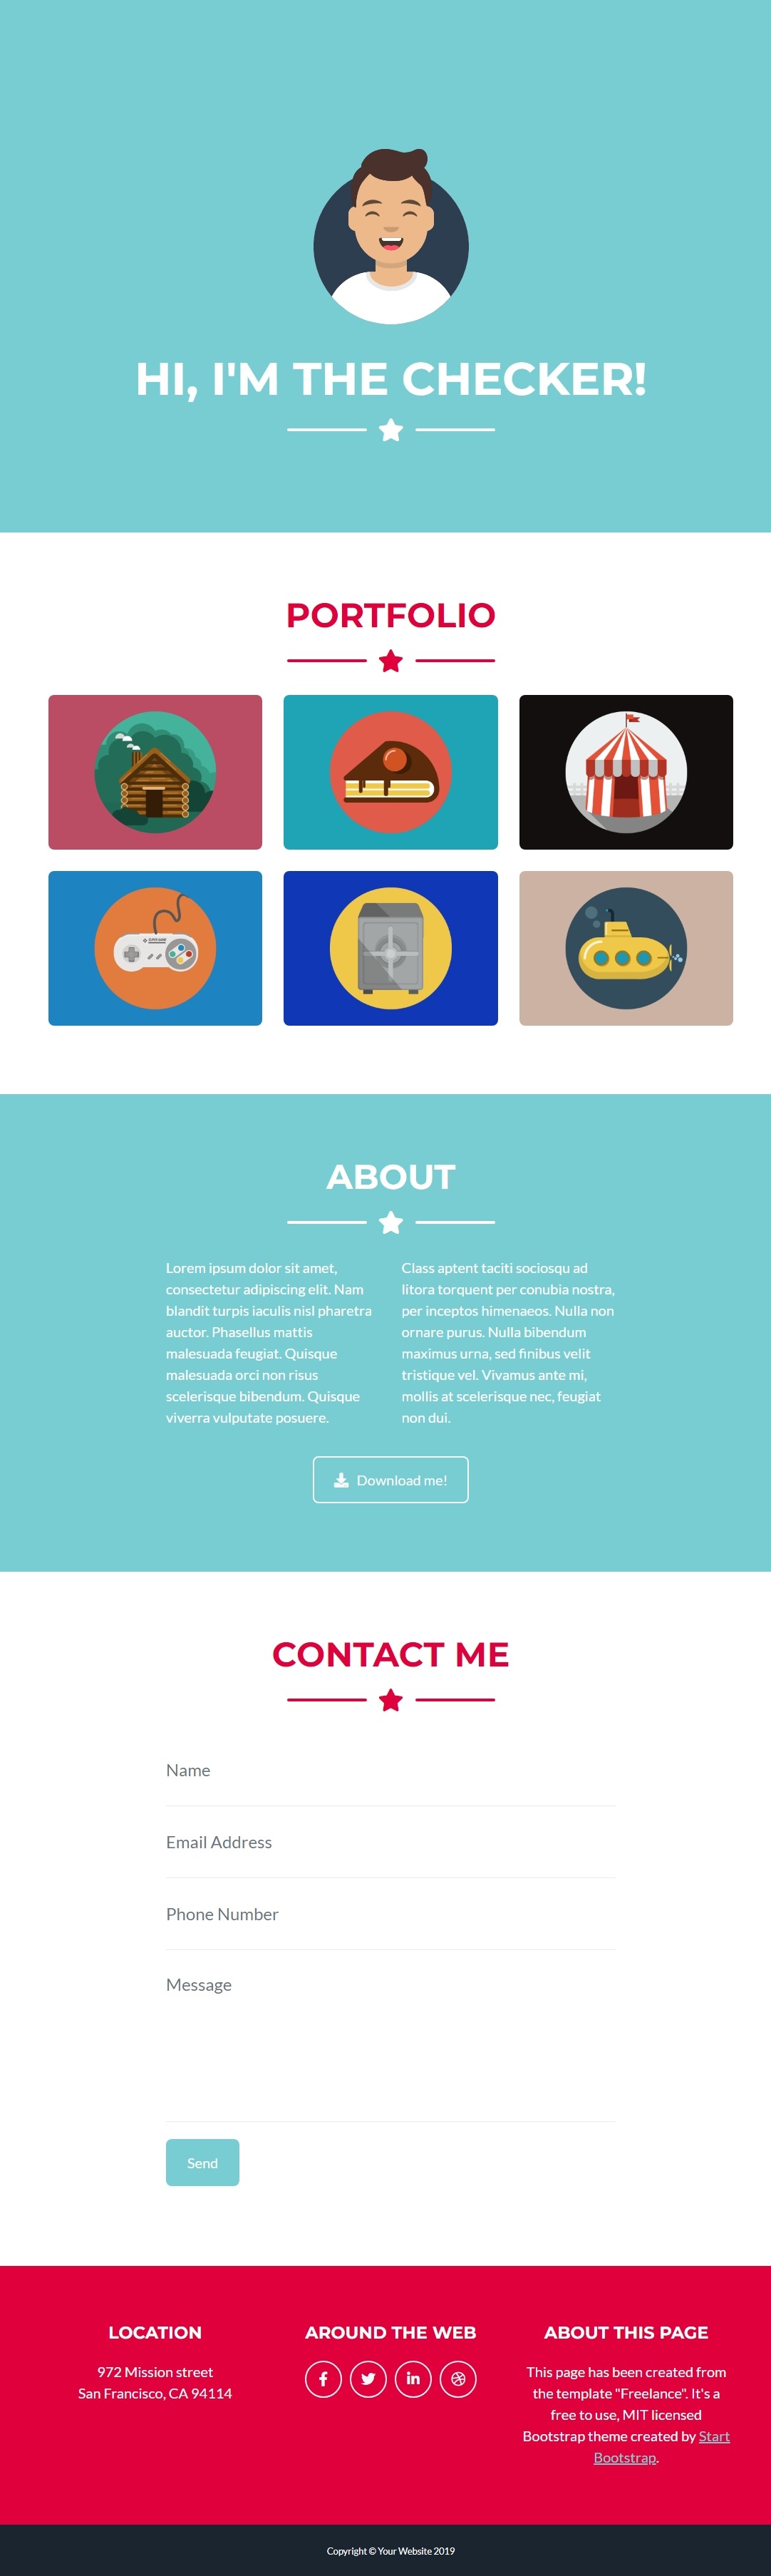 HI, I'M THE CHECKER!
PORTFOLIO
ABOUT
Lorem ipsum dolor sit amet,
consectetur adipiscing elit. Nam
blandit turpis iaculis nisl pharetra
auctor. Phasellus mattis
malesuada feugiat. Quisque
malesuada orci non risus
scelerisque bibendum. Quisque
viverra vulputate posuere.
Class aptent taciti sociosqu ad
litora torquent per conubia nostra,
per inceptos himenaeos. Nulla non
ornare purus. Nulla bibendum
maximus urna, sed finibus velit
tristique vel. Vivamus ante mi,
mollis at scelerisque nec, feugiat
non dui.
Download me!
CONTACT ME
Name
Email Address
Phone Number
Message
Send
LOCATION
972 Mission street
San Francisco, CA 94114
AROUND THE WEB
ABOUT THIS PAGE
This page has been created from
the template "Freelance". It's a
free to use, MIT licensed
Bootstrap theme created by Start
Bootstrap.
Copyright © Your Website 2019